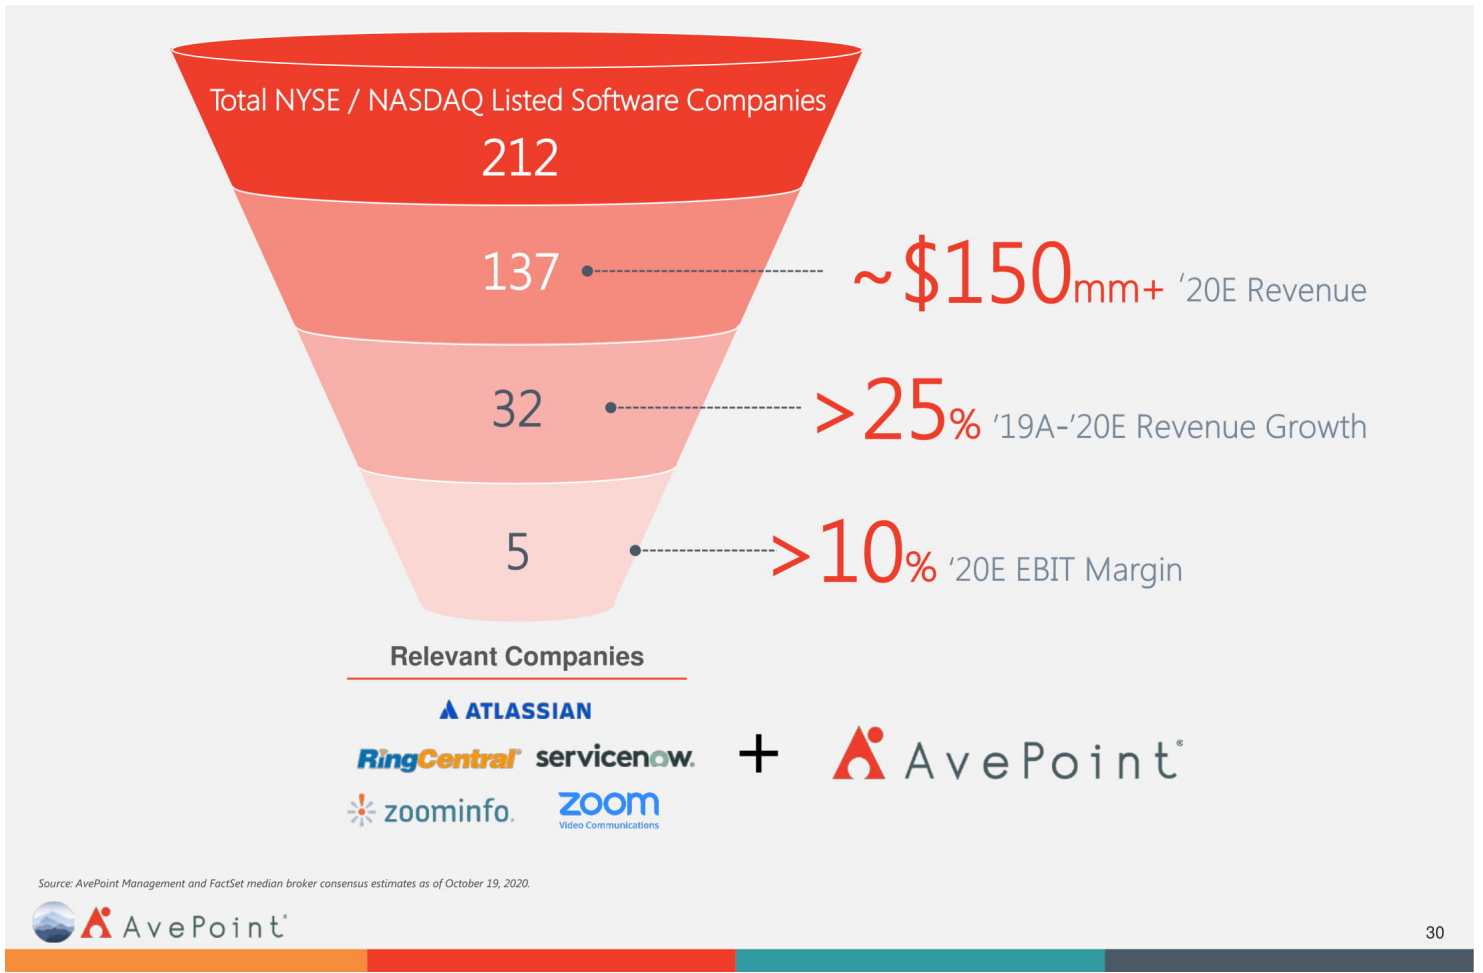 Total NYSE / NASDAQ Listed Software Companies
212
137
~$150mm+ ‘20E Revenue
32
>25% ’19A-’20E Revenue Growth
5
>10% ‘20E EBIT Margin
Relevant Companies
ATLASSIAN
RingCentral® servicenow.
+ AvePoint®
zoominfo. zoom
Video Communications
Source: AvePoint Management and FactSet median broker consensus estimates as of October 19, 2020.
AvePoint®
30